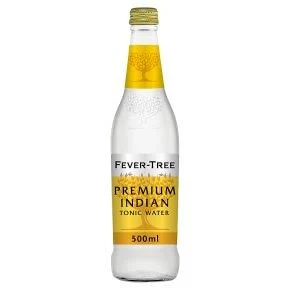 FEVER-TREE
PREMIUM
INDIAN
TONIC WATER
500ml